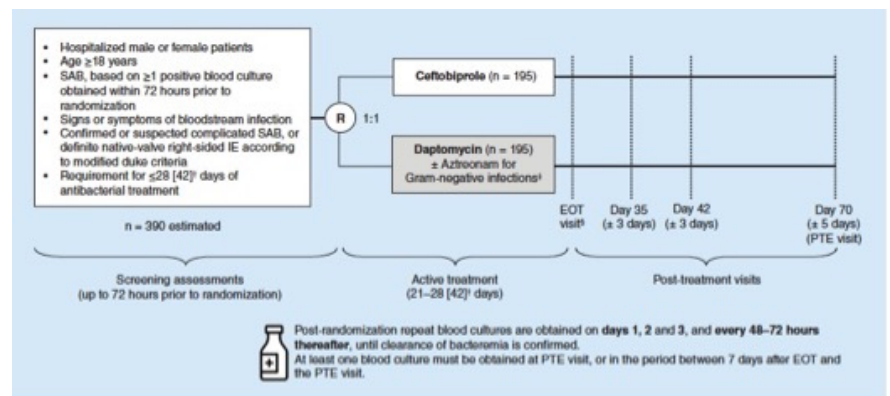 • Hospitalized male or female patients
• Age ≥18 years
• SAB, based on ≥1 positive blood culture
obtained within 72 hours prior to
randomization
• Signs or symptoms of bloodstream infection
• Confirmed or suspected complicated SAB, or
definite native-valve right-sided IE according
to modified duke criteria
• Requirement for ≤28 [42]† days of
antibacterial treatment
n = 390 estimated
R
1:1
Ceftobiprole (n = 195)
Daptomycin (n = 195)
± Aztreonam for
Gram-negative infections‡
EOT
visit§
Day 35
(± 3 days)
Day 42
(± 3 days)
Day 70
(± 5 days)
(PTE visit)
Screening assessments
(up to 72 hours prior to randomization)
Active treatment
(21–28 [42]† days)
Post-treatment visits
Post-randomization repeat blood cultures are obtained on days 1, 2 and 3, and every 48–72 hours
thereafter, until clearance of bacteremia is confirmed.
At least one blood culture must be obtained at PTE visit, or in the period between 7 days after EOT and
the PTE visit.